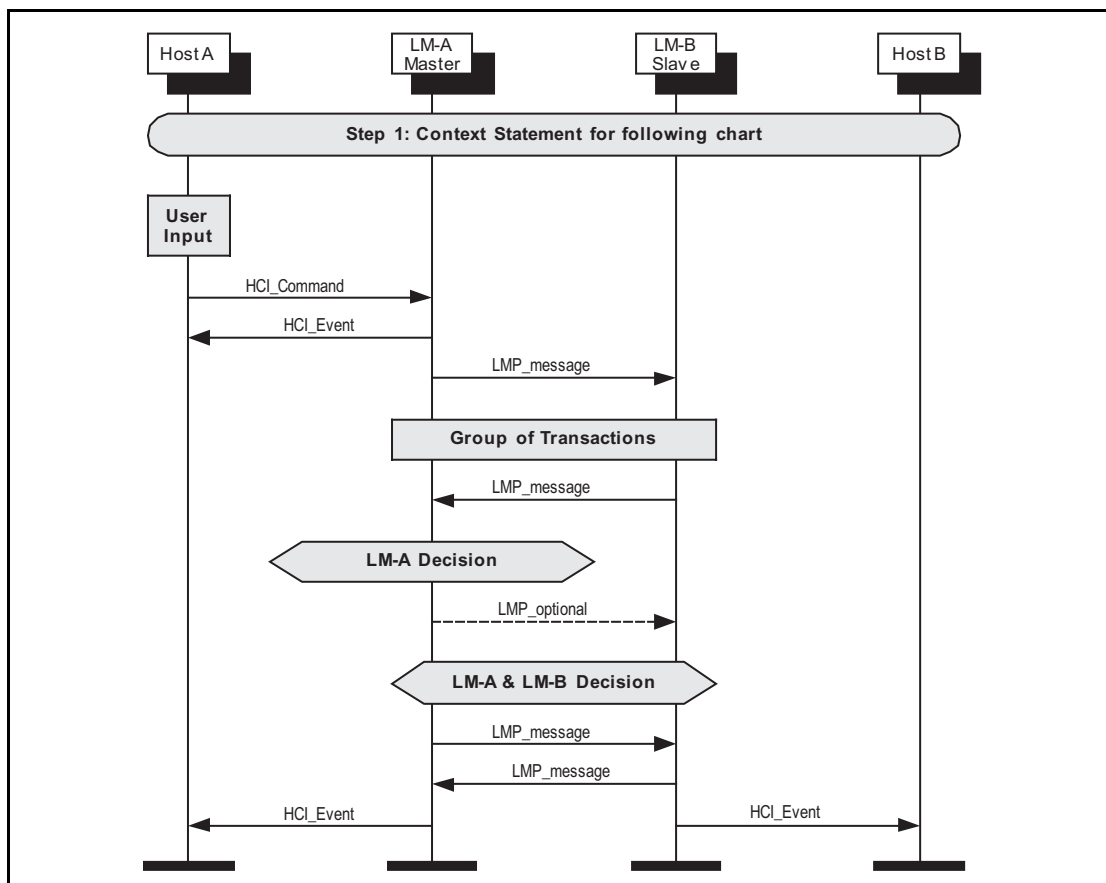 Host A
LM-A
Master
LM-B
Slave
Host B
Step 1: Context Statement for following chart
User
Input
HCI_Command
HCI_Event
LMP_message
Group of Transactions
LMP_message
LM-A Decision
LMP_optional
LM-A & LM-B Decision
LMP_message
LMP_message
HCI_Event
HCI_Event